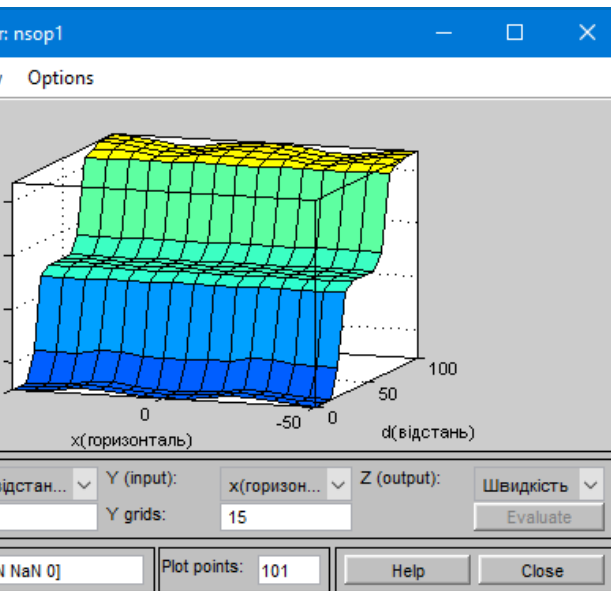 r: nsop1
Options
100
50
0
0
-50
x(горизонталь)
d(відстань)
ідстан...
Y (input):
x(горизон...
Z (output):
Швидкість
Y grids:
15
Evaluate
N NaN 0]
Plot points:
101
Help
Close